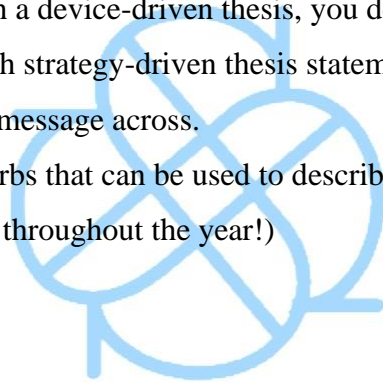 a device-driven thesis, you d
strategy-driven thesis statem
message across.
that can be used to describ
throughout the year!)